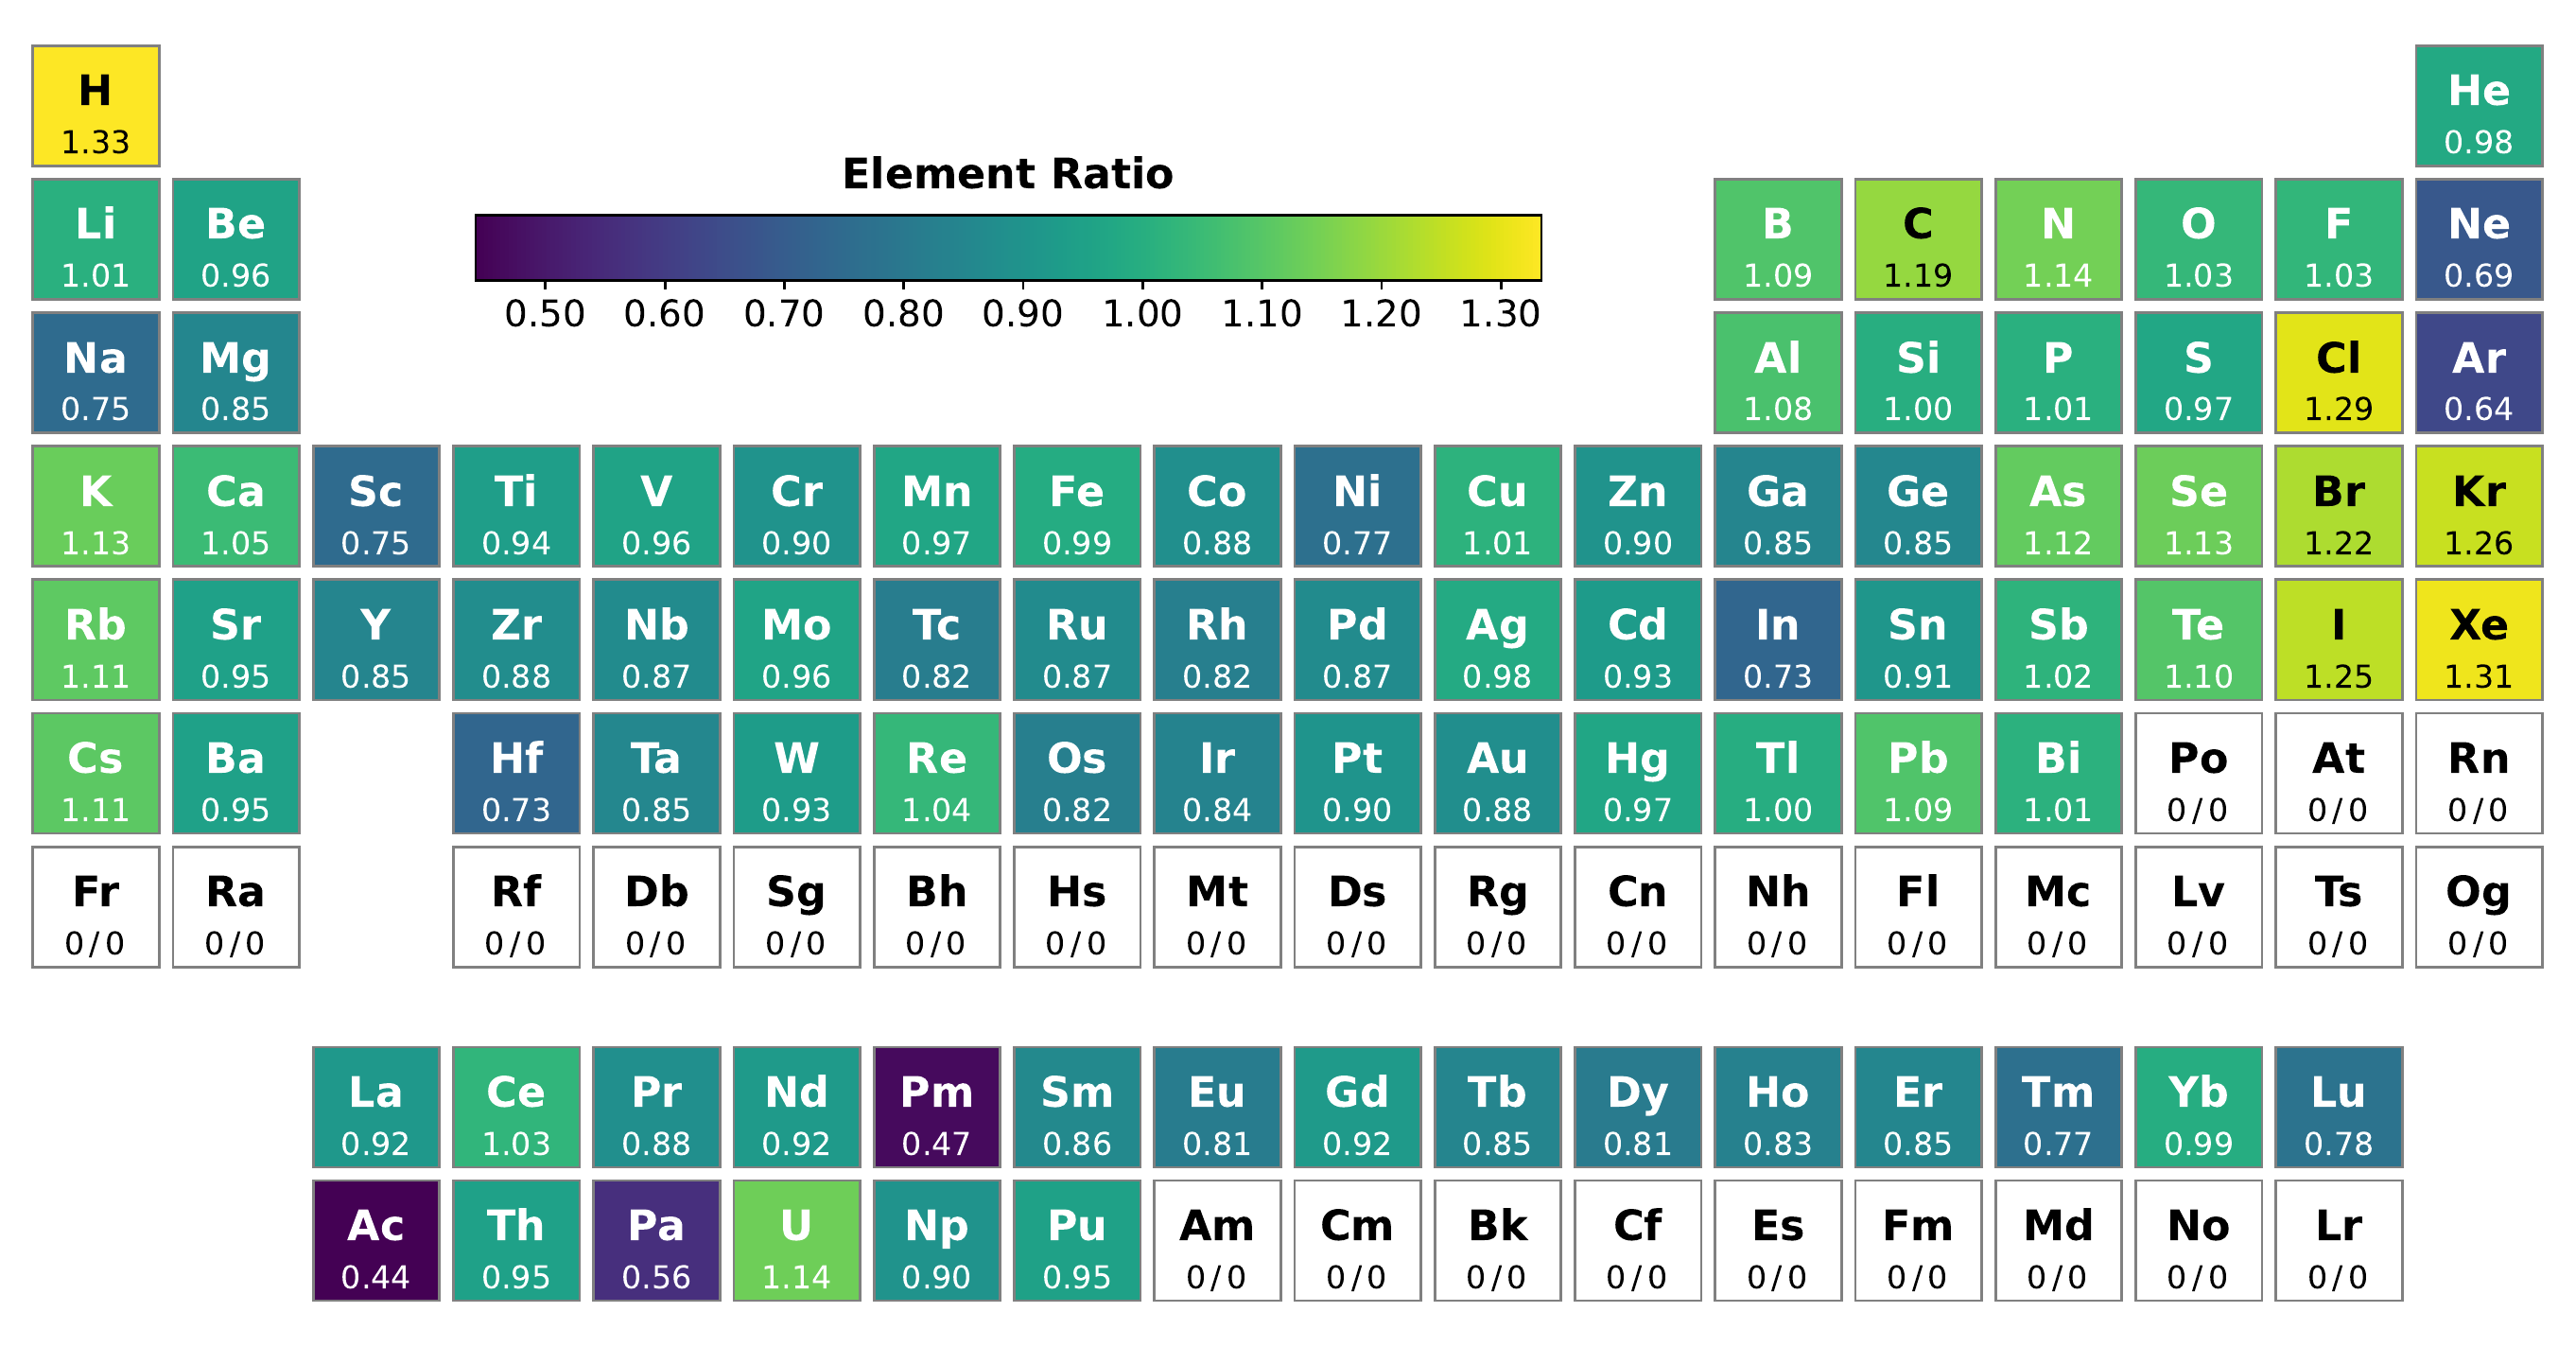 H He
1.33 0.98
Element Ratio
Li Be B C N O F Ne
1.01 0.96 1.09 1.19 1.14 1.03 1.03 0.69
0.50 0.60 0.70 0.80 0.90 1.00 1.10 1.20 1.30
Na Mg Al Si P S Cl Ar
0.75 0.85 1.08 1.00 1.01 0.97 1.29 0.64
K Ca Sc Ti V Cr Mn Fe Co Ni Cu Zn Ga Ge As Se Br Kr
1.13 1.05 0.75 0.94 0.96 0.90 0.97 0.99 0.88 0.77 1.01 0.90 0.85 0.85 1.12 1.13 1.22 1.26
Rb Sr Y Zr Nb Mo Tc Ru Rh Pd Ag Cd In Sn Sb Te I Xe
1.11 0.95 0.85 0.88 0.87 0.96 0.82 0.87 0.82 0.87 0.98 0.93 0.73 0.91 1.02 1.10 1.25 1.31
Cs Ba Hf Ta W Re Os Ir Pt Au Hg Tl Pb Bi Po At Rn
1.11 0.95 0.73 0.85 0.93 1.04 0.82 0.84 0.90 0.88 0.97 1.00 1.09 1.01 0/0 0/0 0/0
Fr Ra Rf Db Sg Bh Hs Mt Ds Rg Cn Nh Fl Mc Lv Ts Og
0/0 0/0 0/0 0/0 0/0 0/0 0/0 0/0 0/0 0/0 0/0 0/0 0/0 0/0 0/0 0/0 0/0
La Ce Pr Nd Pm Sm Eu Gd Tb Dy Ho Er Tm Yb Lu
0.92 1.03 0.88 0.92 0.47 0.86 0.81 0.92 0.85 0.81 0.83 0.85 0.77 0.99 0.78
Ac Th Pa U Np Pu Am Cm Bk Cf Es Fm Md No Lr
0.44 0.95 0.56 1.14 0.90 0.95 0/0 0/0 0/0 0/0 0/0 0/0 0/0 0/0 0/0